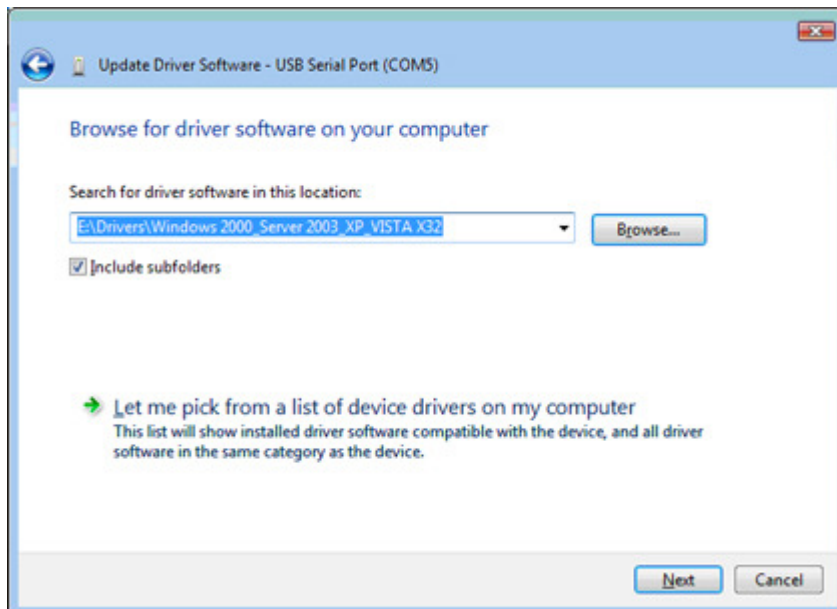 Update Driver Software - USB Serial Port (COM5)
Browse for driver software on your computer
Search for driver software in this location:
E:\Drivers\Windows 2000_Server 2003_XP_VISTA X32
Browse...
Include subfolders
Let me pick from a list of device drivers on my computer
This list will show installed driver software compatible with the device, and all driver
software in the same category as the device.
Next
Cancel